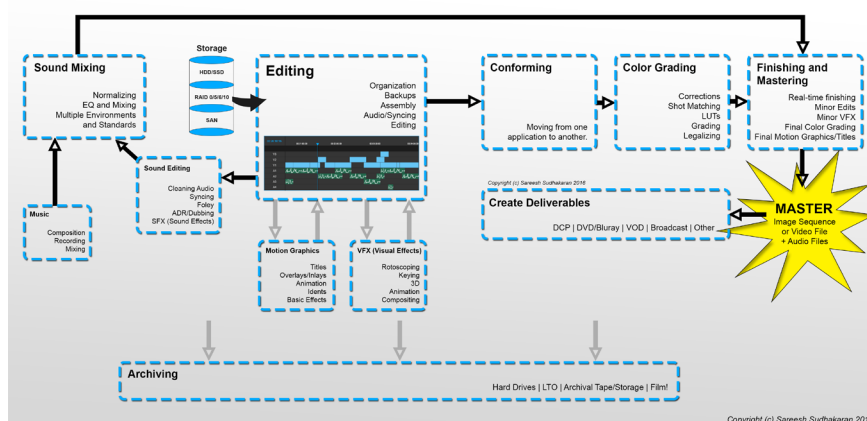 Sound Mixing
Normalizing
EQ and Mixing
Multiple Environments
and Standards
Storage
HDD/SSD
RAID 0/5/6/10
SAN
Editing
Organization
Backups
Assembly
Audio/Syncing
Editing
Conforming
Moving from one
application to another.
Color Grading
Corrections
Shot Matching
LUTs
Grading
Legalizing
Finishing and
Mastering
Real-time finishing
Minor Edits
Minor VFX
Final Color Grading
Final Motion Graphics/Titles
Music
Composition
Recording
Mixing
Sound Editing
Cleaning Audio
Syncing
Foley
ADR/Dubbing
SFX (Sound Effects)
Copyright (c) Sareesh Sudhakaran 2016
Create Deliverables
DCP | DVD/Bluray | VOD | Broadcast | Other
MASTER
Image Sequence
or Video File
+ Audio Files
Motion Graphics
Titles
Overlays/Inlays
Animation
Idents
Basic Effects
VFX (Visual Effects)
Rotoscoping
Keying
3D
Animation
Compositing
Archiving
Hard Drives | LTO | Archival Tape/Storage | Film!
Copyright (c) Sareesh Sudhakaran 201